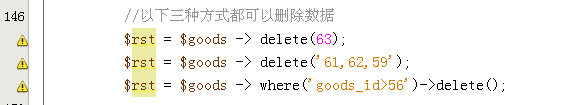 146 //以下三种方式都可以删除数据
$rst = $goods -> delete(63);
$rst = $goods -> delete('61,62,59');
$rst = $goods -> where('goods_id>56')->delete();